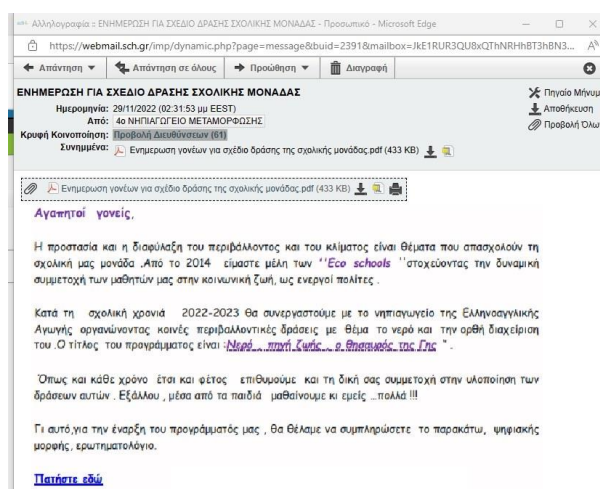 Αλληλογραφία :: ΕΝΗΜΕΡΩΣΗ ΓΙΑ ΣΧΕΔΙΟ ΔΡΑΣΗΣ ΣΧΟΛΙΚΗΣ ΜΟΝΑΔΑΣ - Προσωπικό - Microsoft Edge
https://webmail.sch.gr/imp/dynamic.php?page=message&buid=2391&mailbox=JkE1RUR3QU8xQThNRHhBT3hBN3...
Απάντηση Απάντηση σε όλους Προώθηση Διαγραφή
ΕΝΗΜΕΡΩΣΗ ΓΙΑ ΣΧΕΔΙΟ ΔΡΑΣΗΣ ΣΧΟΛΙΚΗΣ ΜΟΝΑΔΑΣ
Πηγαίο Μήνυμ
Ημερομηνία: 29/11/2022 (02:31:53 μμ EEST)
Αποθήκευση
Από: 4ο ΝΗΠΙΑΓΩΓΕΙΟ ΜΕΤΑΜΟΡΦΩΣΗΣ
Προβολή Όλω
Κρυφή Κοινοποίηση: Προβολή Διευθύνσεων (61)
Συνημμένα: Ενημερωση γονέων για σχέδιο δράσης της σχολικής μονάδας.pdf (433 KB)
Ενημερωση γονέων για σχέδιο δράσης της σχολικής μονάδας.pdf (433 KB)
Αγαπητοί γονείς,
Η προστασία και η διαφύλαξη του περιβάλλοντος και του κλίματος είναι θέματα που απασχολούν τη
σχολική μας μονάδα .Από το 2014 είμαστε μέλη των ''Eco schools ''στοχεύοντας την δυναμική
συμμετοχή των μαθητών μας στην κοινωνική ζωή, ως ενεργοί πολίτες .
Κατά τη σχολική χρονιά 2022-2023 θα συνεργαστούμε με το νηπιαγωγείο της Ελληνοαγγλικής
Αγωγής οργανώνοντας κοινές περιβαλλοντικές δράσεις με θέμα το νερό και την ορθή διαχείριση
του .Ο τίτλος του προγράμματος είναι :Νερό , πηγή ζωής , ο θησαυρός της Γης " .
Όπως και κάθε χρόνο έτσι και φέτος επιθυμούμε και τη δική σας συμμετοχή στην υλοποίηση των
δράσεων αυτών . Εξάλλου , μέσα από τα παιδιά μαθαίνουμε κι εμείς ...πολλά !!!
Γι αυτό,για την έναρξη του προγράμματός μας , θα θέλαμε να συμπληρώσετε το παρακάτω, ψηφιακής
μορφής, ερωτηματολόγιο.
Πατήστε εδώ